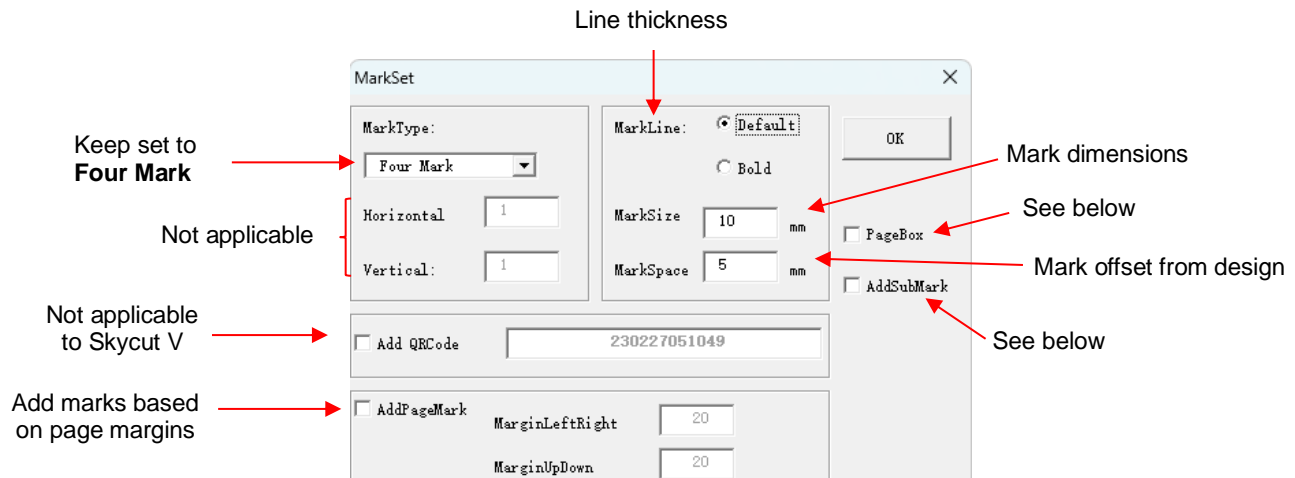 Line thickness
MarkSet
Keep set to
Four Mark
MarkType:
Four Mark
Not applicable
Horizontal 1
Vertical: 1
MarkLine: Default
Bold
MarkSize 10 mm
MarkSpace 5 mm
OK
Mark dimensions
See below
PageBox
Mark offset from design
AddSubMark
See below
Not applicable
to Skycut V
Add QRCode 230227051049
Add marks based
on page margins
AddPageMark
MarginLeftRight 20
MarginUpDown 20